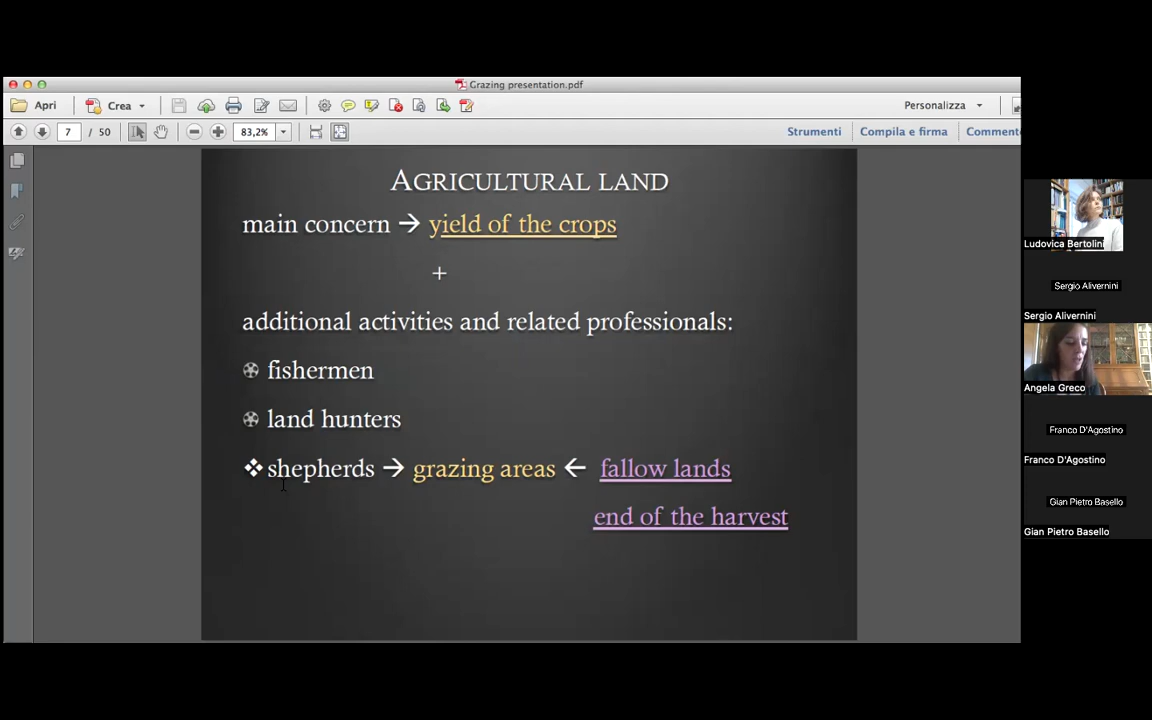 Grazing presentation.pdf
Apri
Crea
Personalizza
7 / 50
83,2%
Strumenti
Compila e firma
Comment
AGRICULTURAL LAND
main concern → yield of the crops
+
additional activities and related professionals:
fishermen
land hunters
❖ shepherds → grazing areas ← fallow lands
end of the harvest
Ludovica Bertolini
Sergio Alivernini
Sergio Alivernini
Angela Greco
Franco D'Agostino
Franco D'Agostino
Gian Pietro Basello
Gian Pietro Basello